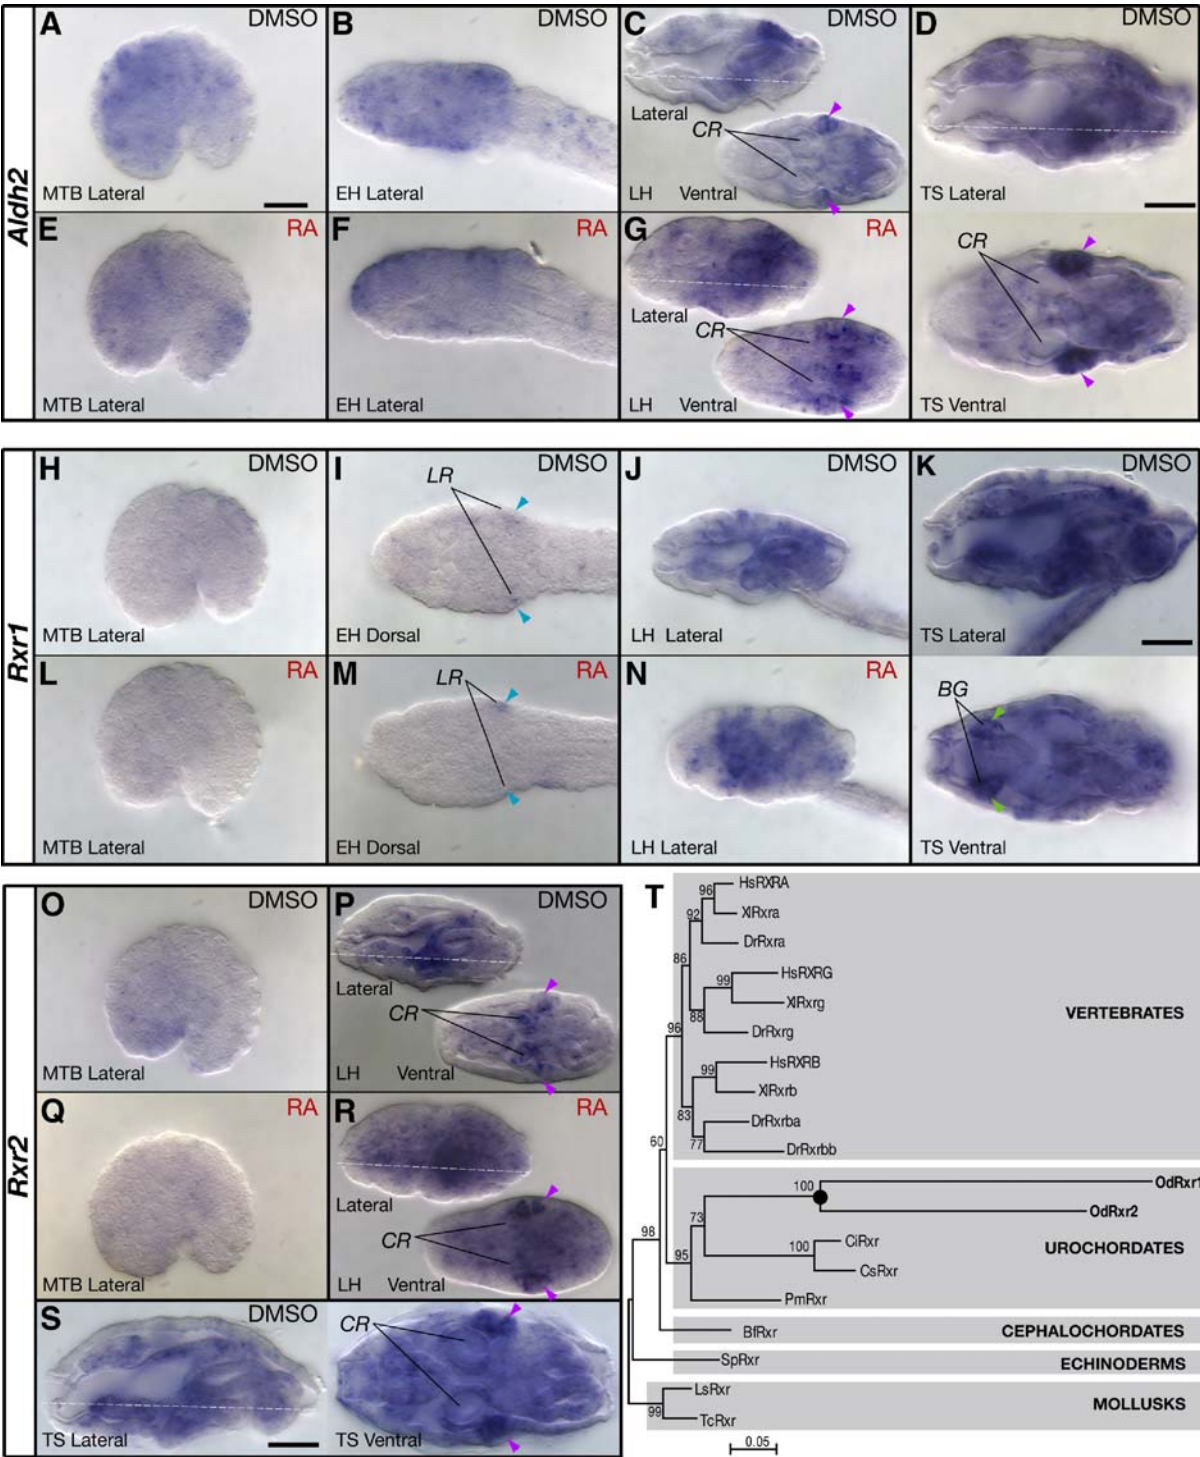 Aldh2
A DMSO
MTB Lateral
B DMSO
EH Lateral
C DMSO
Lateral
CR
LH Ventral
D DMSO
TS Lateral
E RA
MTB Lateral
F RA
EH Lateral
G RA
Lateral
CR
LH Ventral
CR
TS Ventral
Rxr1
H DMSO
MTB Lateral
I DMSO
LR
EH Dorsal
J DMSO
LH Lateral
K DMSO
TS Lateral
L RA
MTB Lateral
M RA
LR
EH Dorsal
N RA
LH Lateral
BG
TS Ventral
Rxr2
O DMSO
MTB Lateral
P DMSO
Lateral
CR
LH Ventral
Q RA
MTB Lateral
R RA
Lateral
CR
LH Ventral
S DMSO
TS Lateral
CR
TS Ventral
T
HsRXRA
96
XlRxra
92
DrRxra
86
HsRXRG
99
XlRxrg
88
DrRxrg
VERTEBRATES
96
HsRXRB
99
XlRxrb
83
DrRxrba
77
DrRxrbb
60
OdRxr1
100
OdRxr2
73
CiRxr
100
CsRxr
UROCHORDATES
98
95
PmRxr
BfRxr
CEPHALOCHORDATES
SpRxr
ECHINODERMS
LsRxr
99
TcRxr
MOLLUSKS
0.05